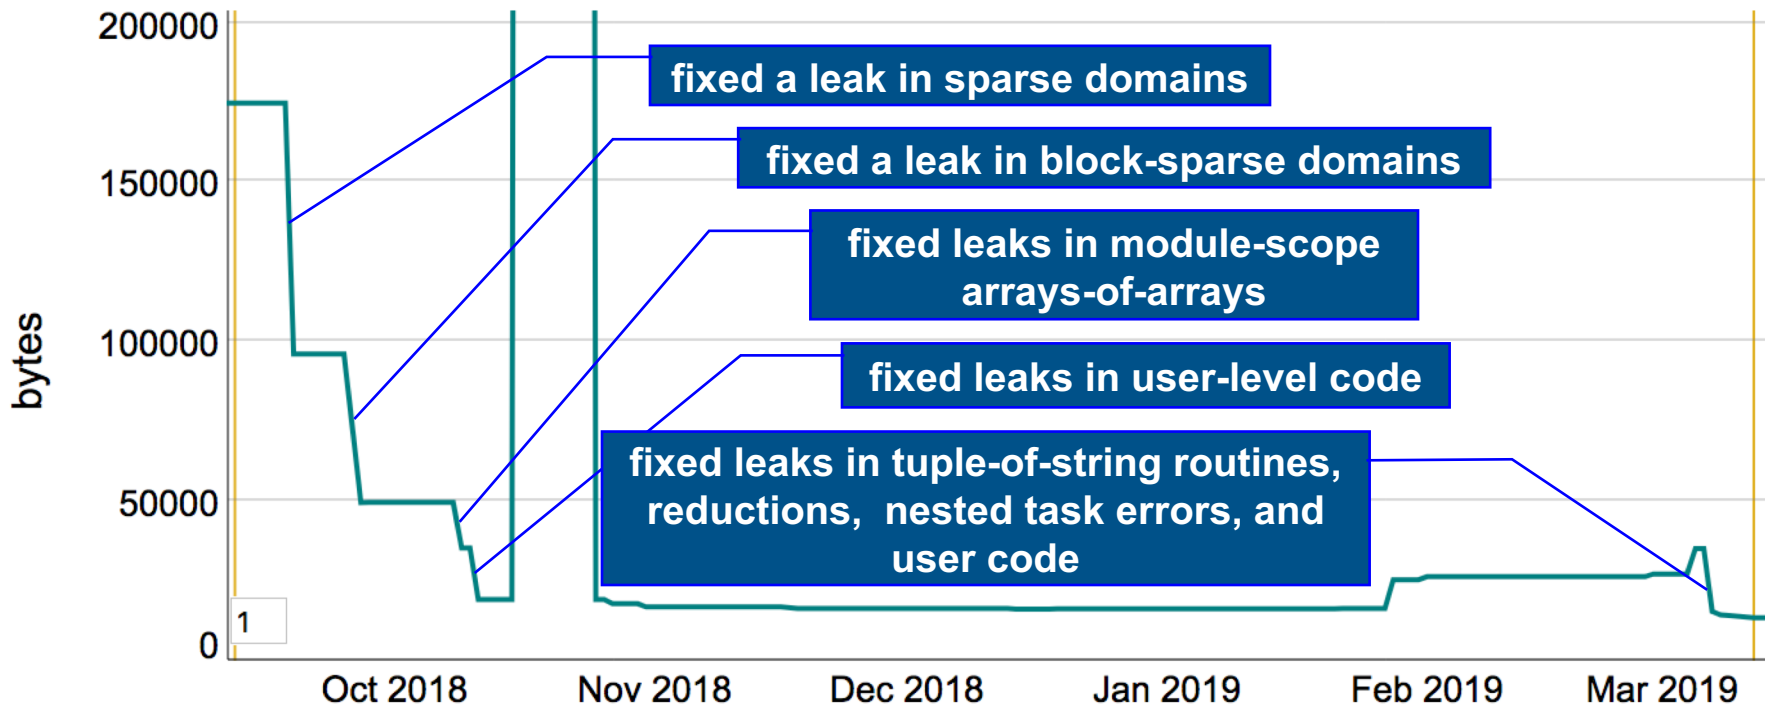 200000
fixed a leak in sparse domains
fixed a leak in block-sparse domains
150000
fixed leaks in module-scope
arrays-of-arrays
100000
fixed leaks in user-level code
bytes
fixed leaks in tuple-of-string routines,
reductions,  nested task errors, and
user code
50000
1
0
Oct 2018
Nov 2018
Dec 2018
Jan 2019
Feb 2019
Mar 2019